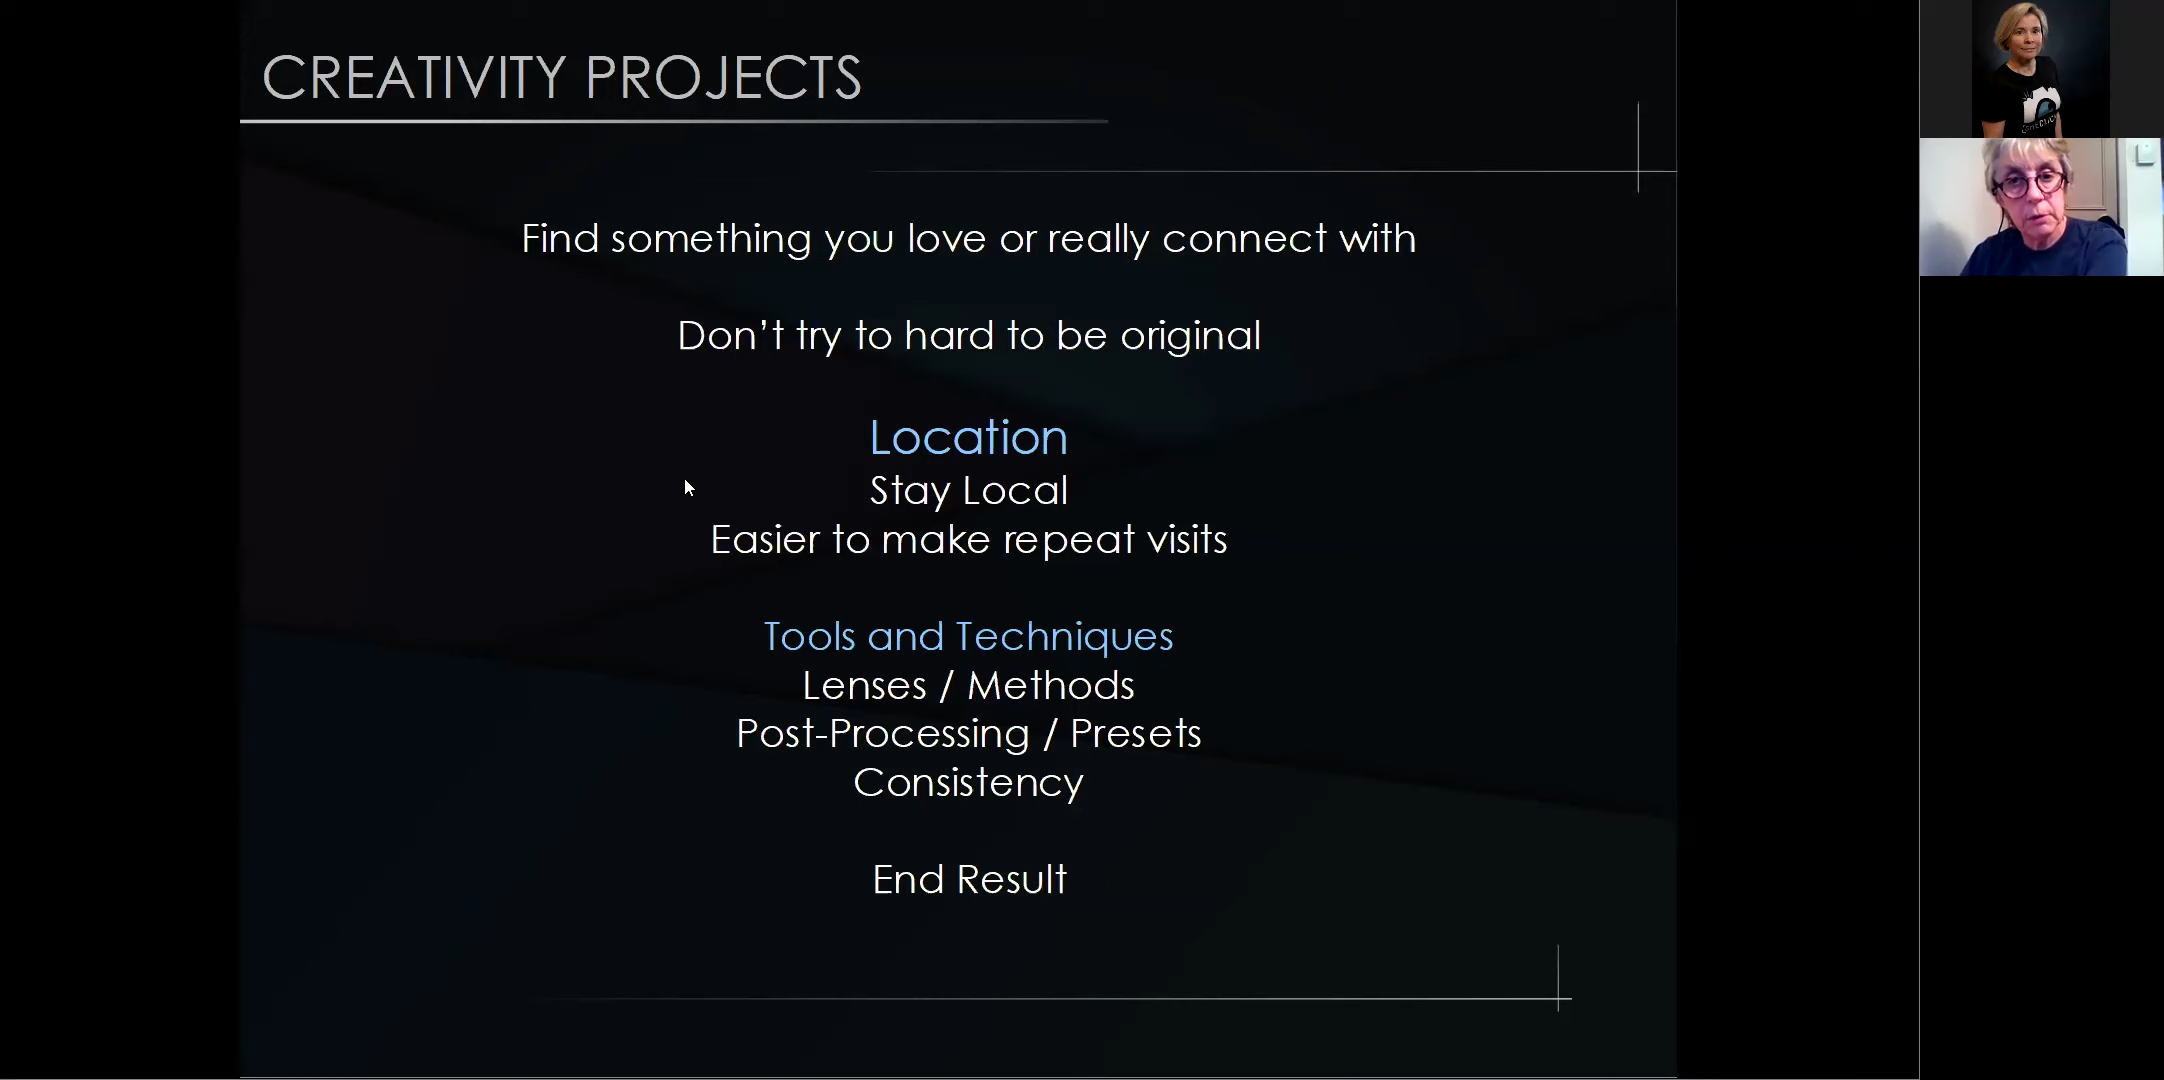 CREATIVITY PROJECTS
Find something you love or really connect with
Don’t try to hard to be original
Location
Stay Local
Easier to make repeat visits
Tools and Techniques
Lenses / Methods
Post-Processing / Presets
Consistency
End Result